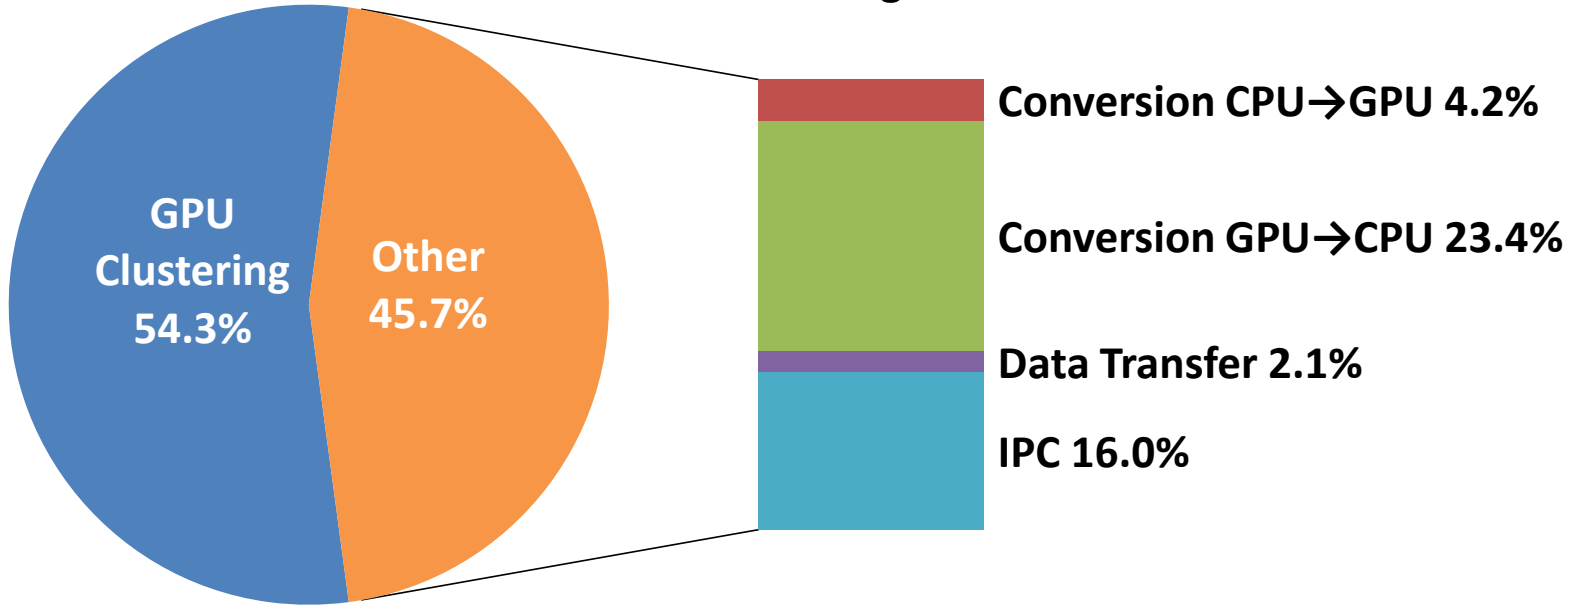 GPU
Clustering
54.3%
Other
45.7%
Conversion CPU→GPU 4.2%
Conversion GPU→CPU 23.4%
Data Transfer 2.1%
IPC 16.0%